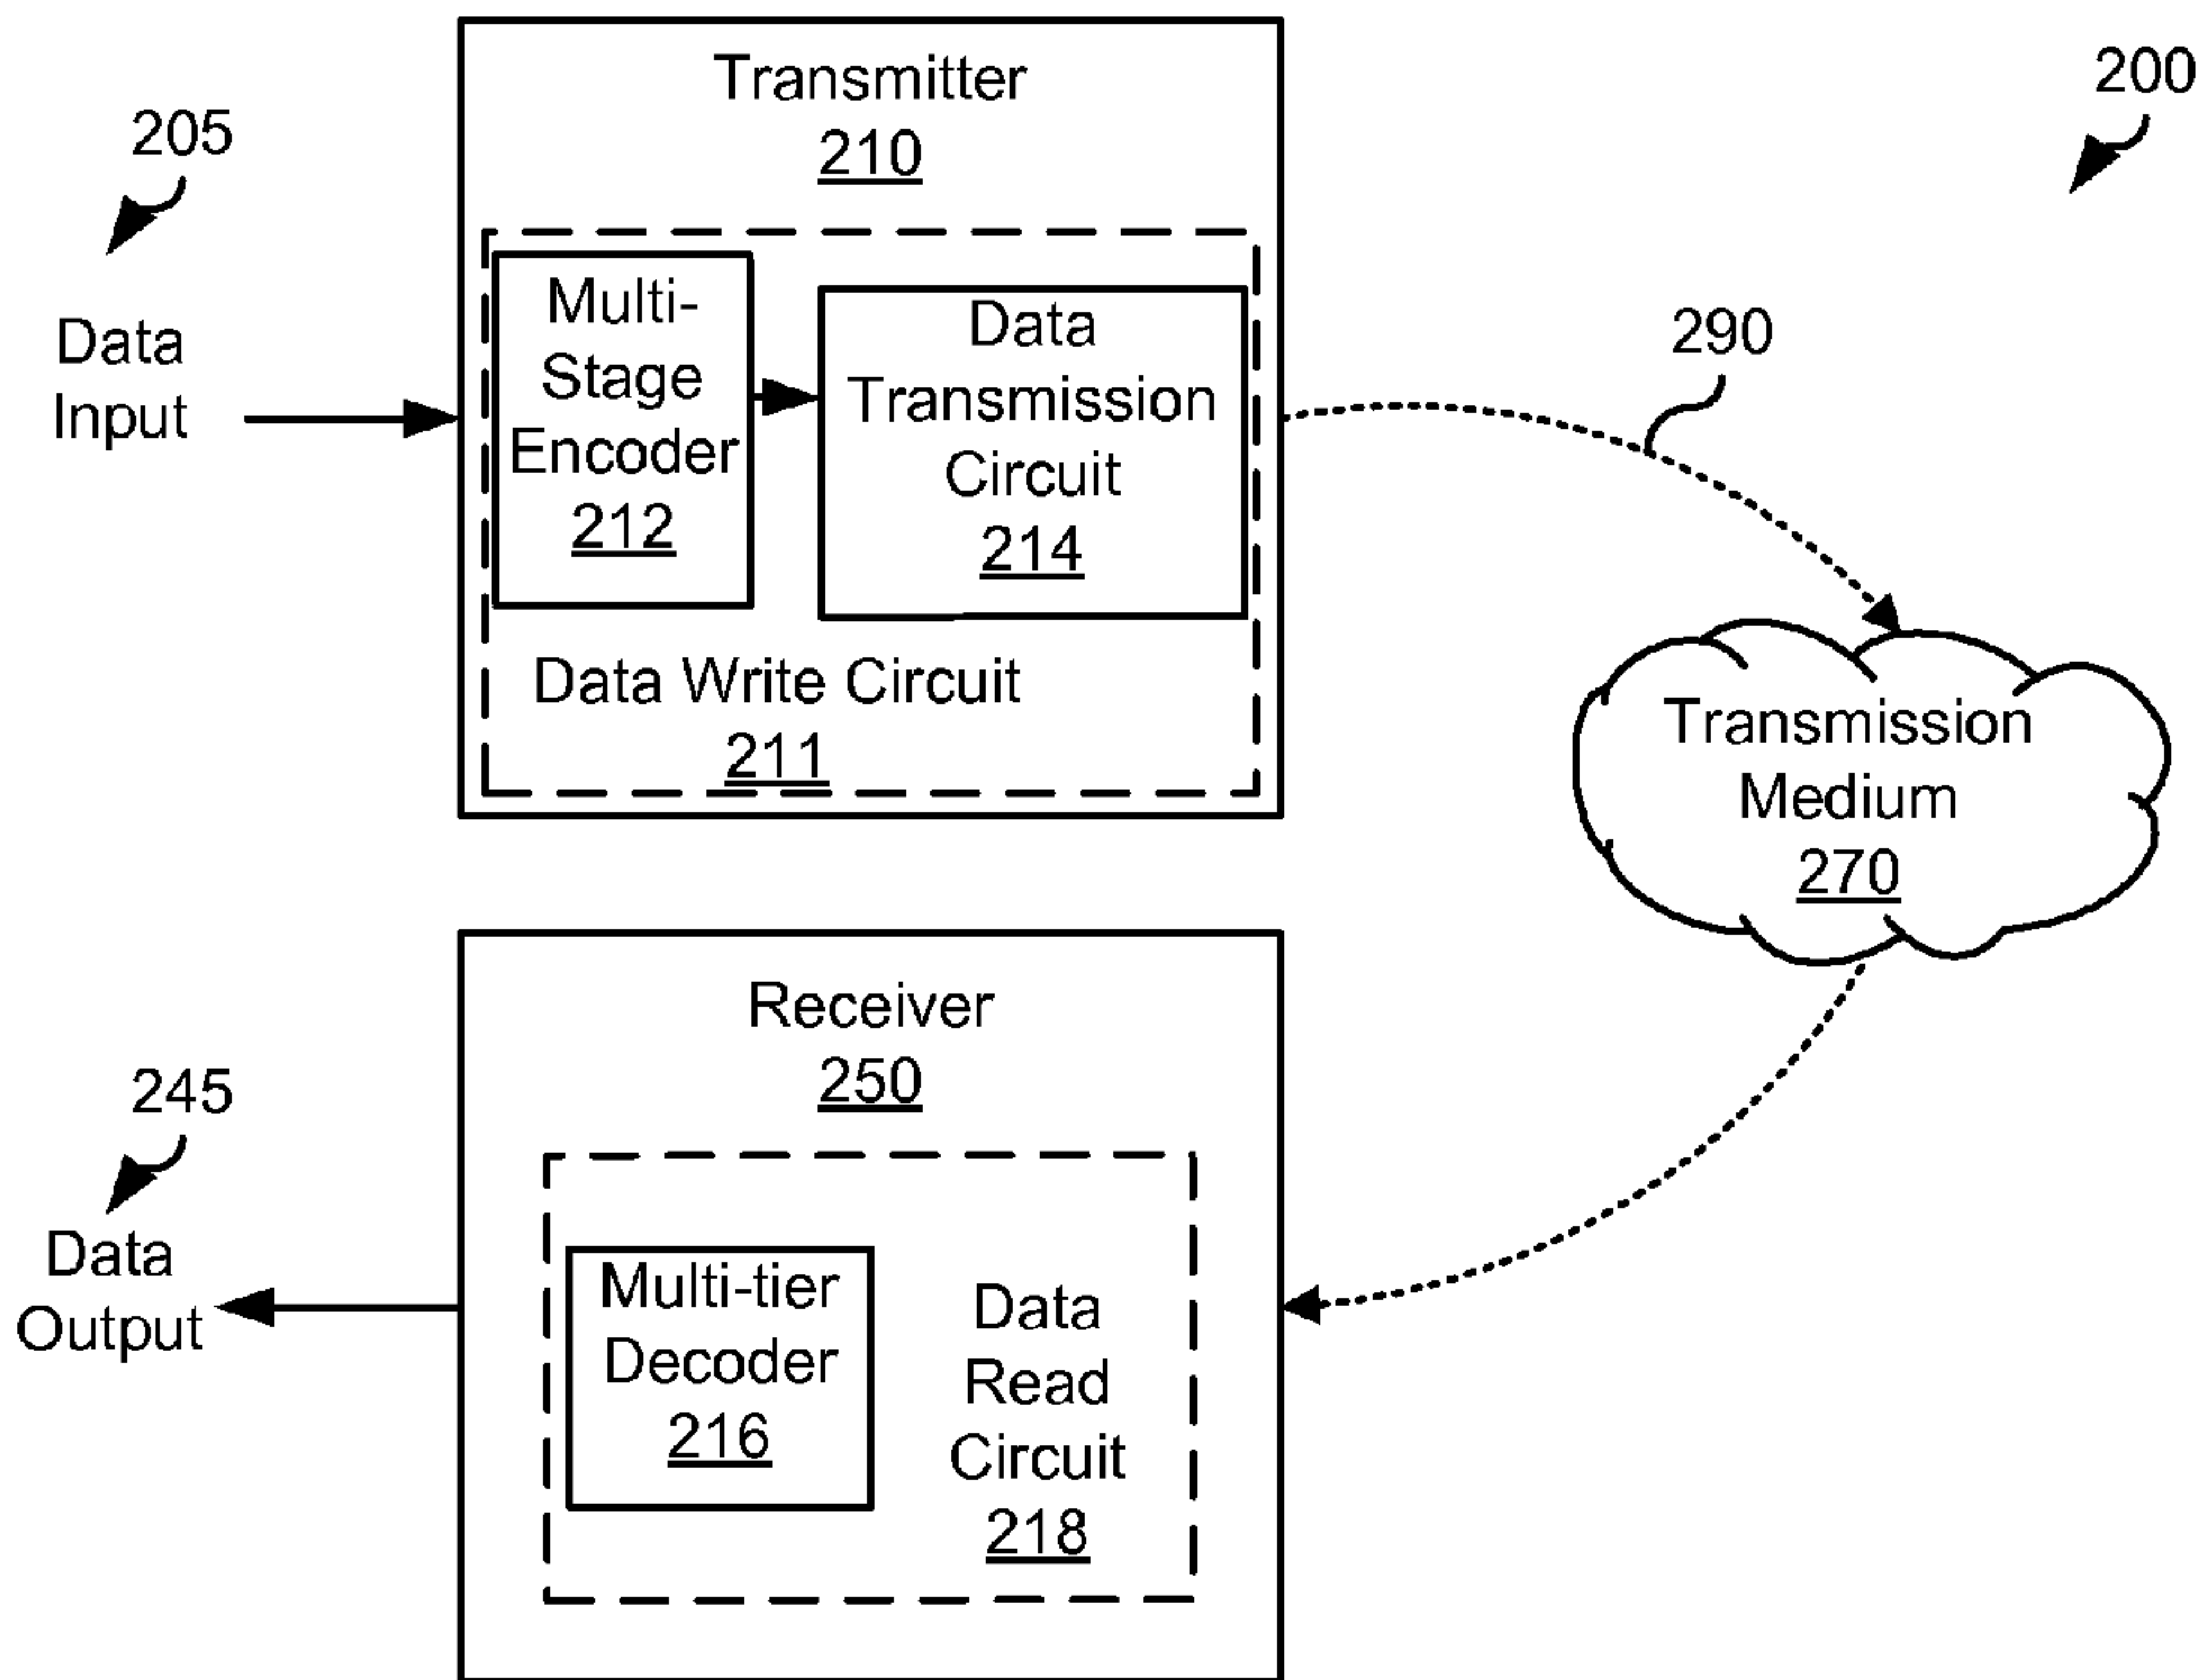 Transmitter
210
200
205
Data
Input
Multi-
Stage
Encoder
212
Data
Transmission
Circuit
214
290
Data Write Circuit
211
Transmission
Medium
270
Receiver
250
245
Data
Output
Multi-tier
Decoder
216
Data
Read
Circuit
218